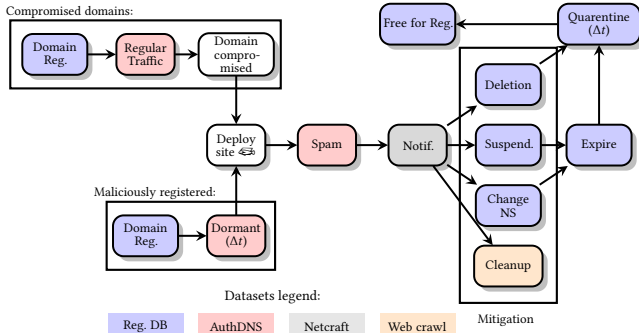 Compromised domains:
Domain
Reg.
Regular
Traffic
Domain
compro-
mised
Free for Reg.
Quarentine
(Δt)
Deletion
Deploy
site
Spam
Notif.
Suspend.
Expire
Maliciously registered:
Domain
Reg.
Dormant
(Δt)
Change
NS
Cleanup
Mitigation
Datasets legend:
Reg. DB
AuthDNS
Netcraft
Web crawl